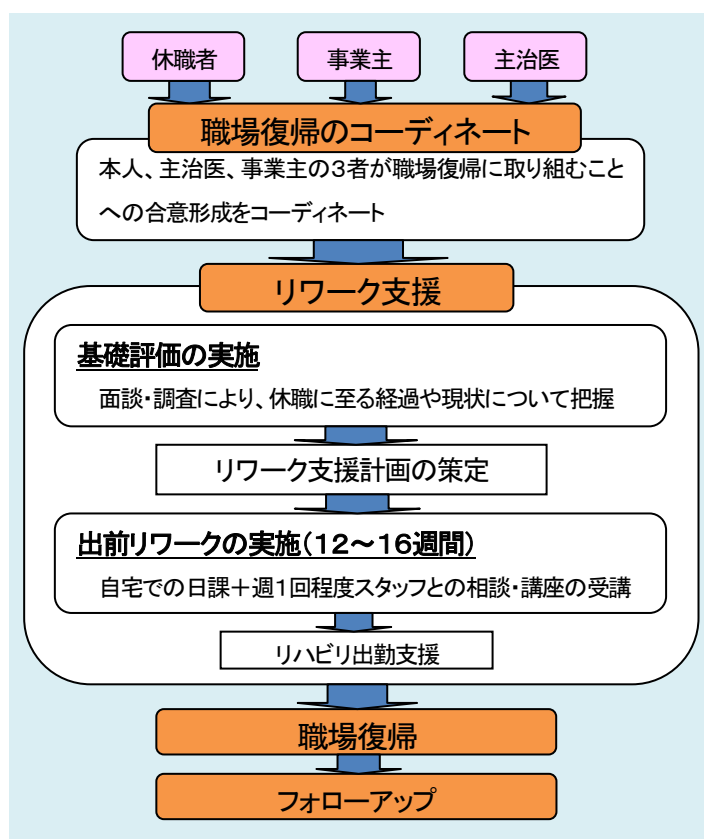 休職者
事業主
主治医
職場復帰のコーディネート
本人、主治医、事業主の3者が職場復帰に取り組むこと
への合意形成をコーディネート
リワーク支援
基礎評価の実施
面談・調査により、休職に至る経過や現状について把握
リワーク支援計画の策定
出前リワークの実施(12～16週間)
自宅での日課＋週1回程度スタッフとの相談・講座の受講
リハビリ出勤支援
職場復帰
フォローアップ